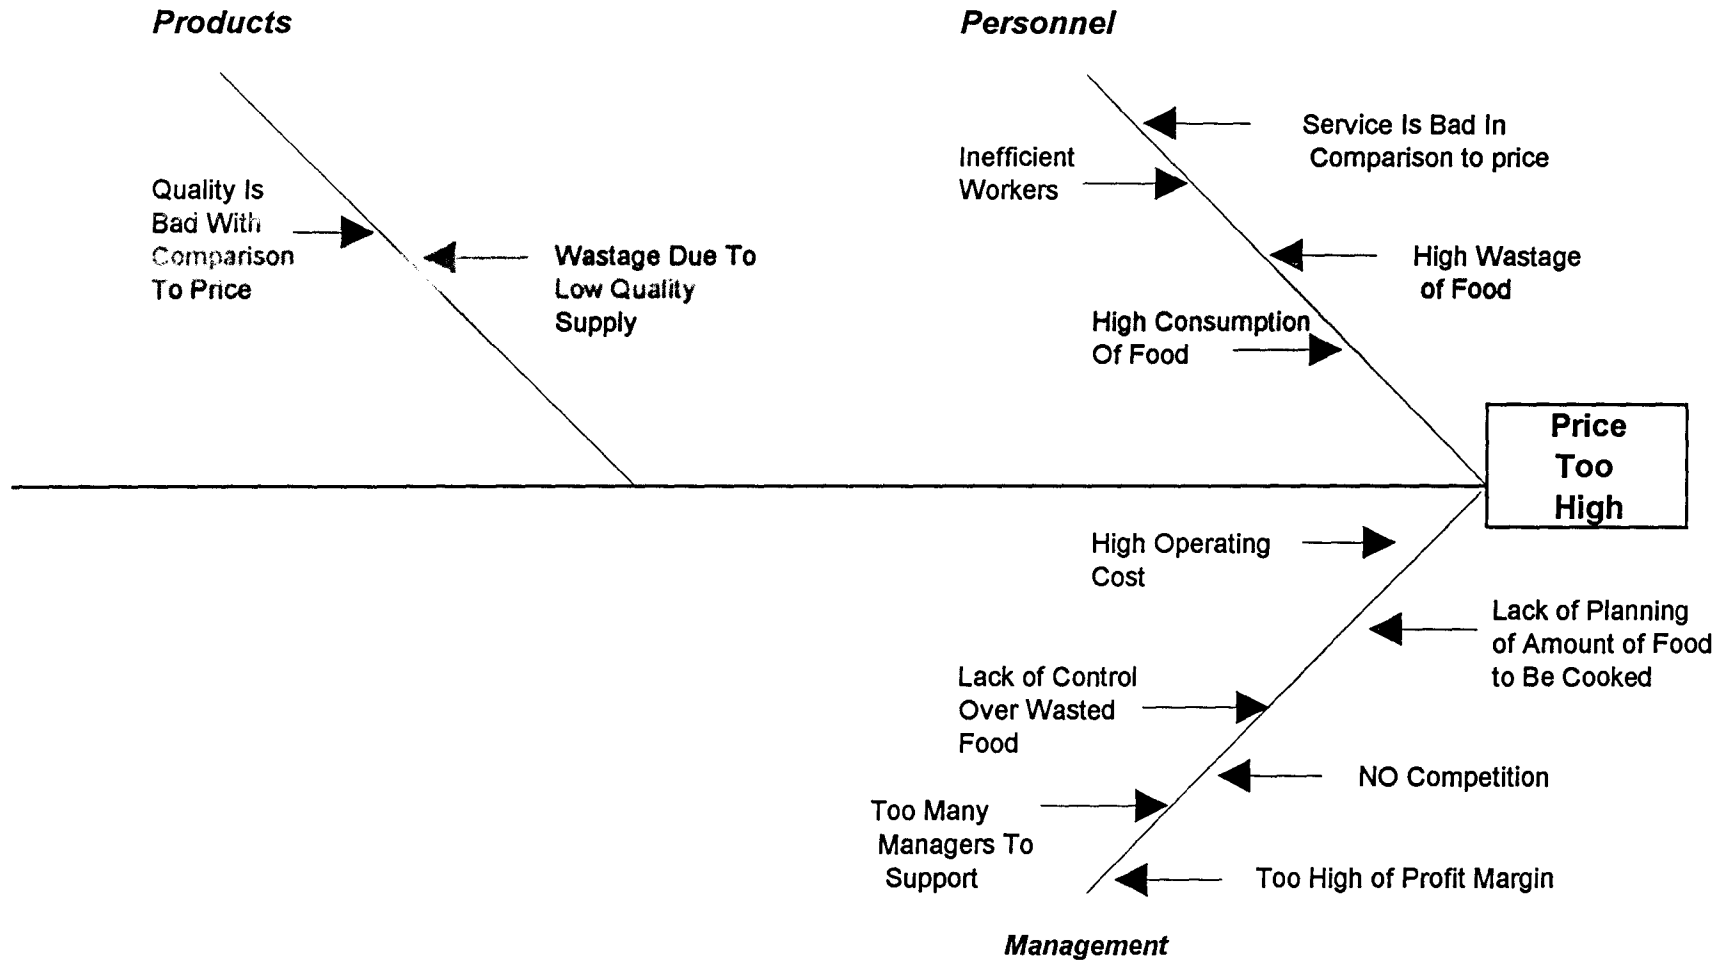 Products
Personnel
Service Is Bad In
Comparison to price
Inefficient
Workers
Quality Is
Bad With
Comparison
To Price
Wastage Due To
Low Quality
Supply
High Wastage
of Food
High Consumption
Of Food
Price
Too
High
High Operating
Cost
Lack of Planning
of Amount of Food
to Be Cooked
Lack of Control
Over Wasted
Food
NO Competition
Too Many
Managers To
Support
Too High of Profit Margin
Management